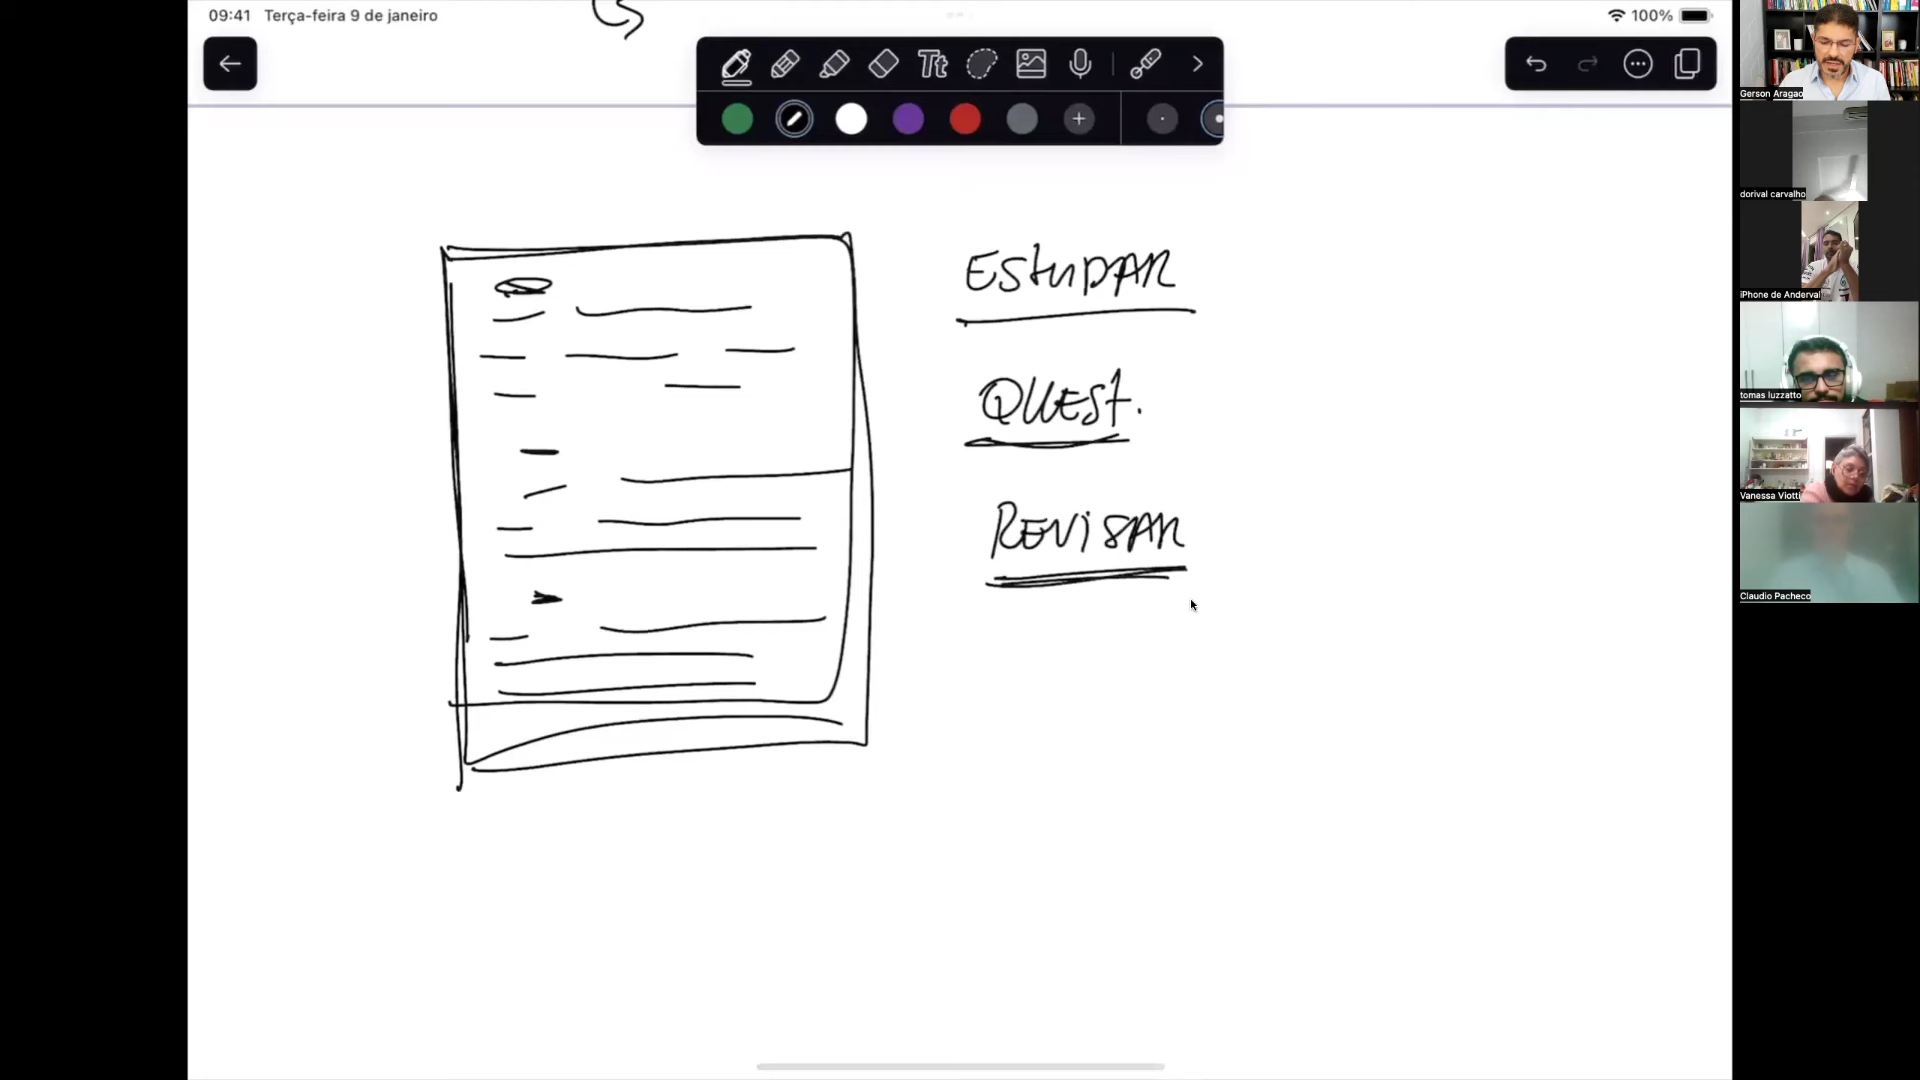 09:41 Terça-feira 9 de janeiro
100%
Tt
ESTUDAR
QUEST.
REVISAR
Gerson Aragao
dorival carvalho
iPhone de Anderval
tomas luzzatto
Vanessa Viotti
Claudio Pacheco